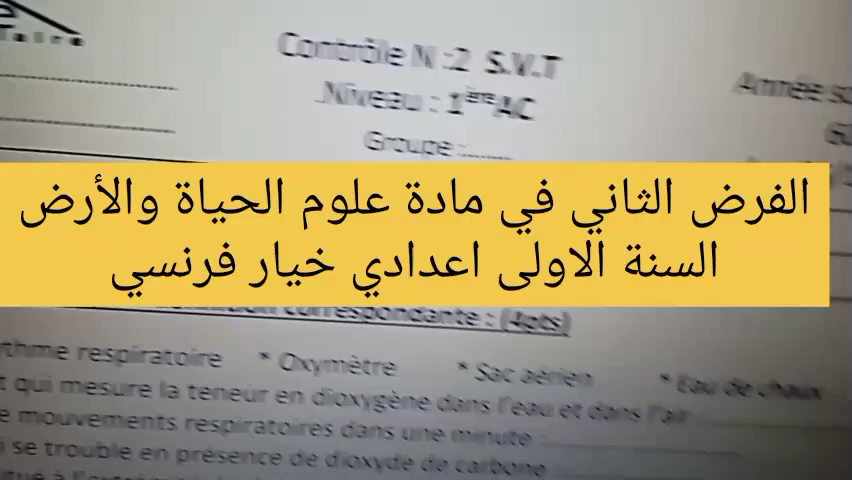 Contrôle N :2 S.V.T
Niveau : 1ère AC
Année
Groupe :......
الفرض الثاني في مادة علوم الحياة والأرض
السنة الاولى اعدادي خيار فرنسي
correspondante : (4pts)
respiratoire * Oxymètre * Sac aérien * Eau de chaux
qui mesure la teneur en dioxygène dans l'eau et dans l'air
mouvements respiratoires dans une minute :
se trouble en présence de dioxyde de carbone :